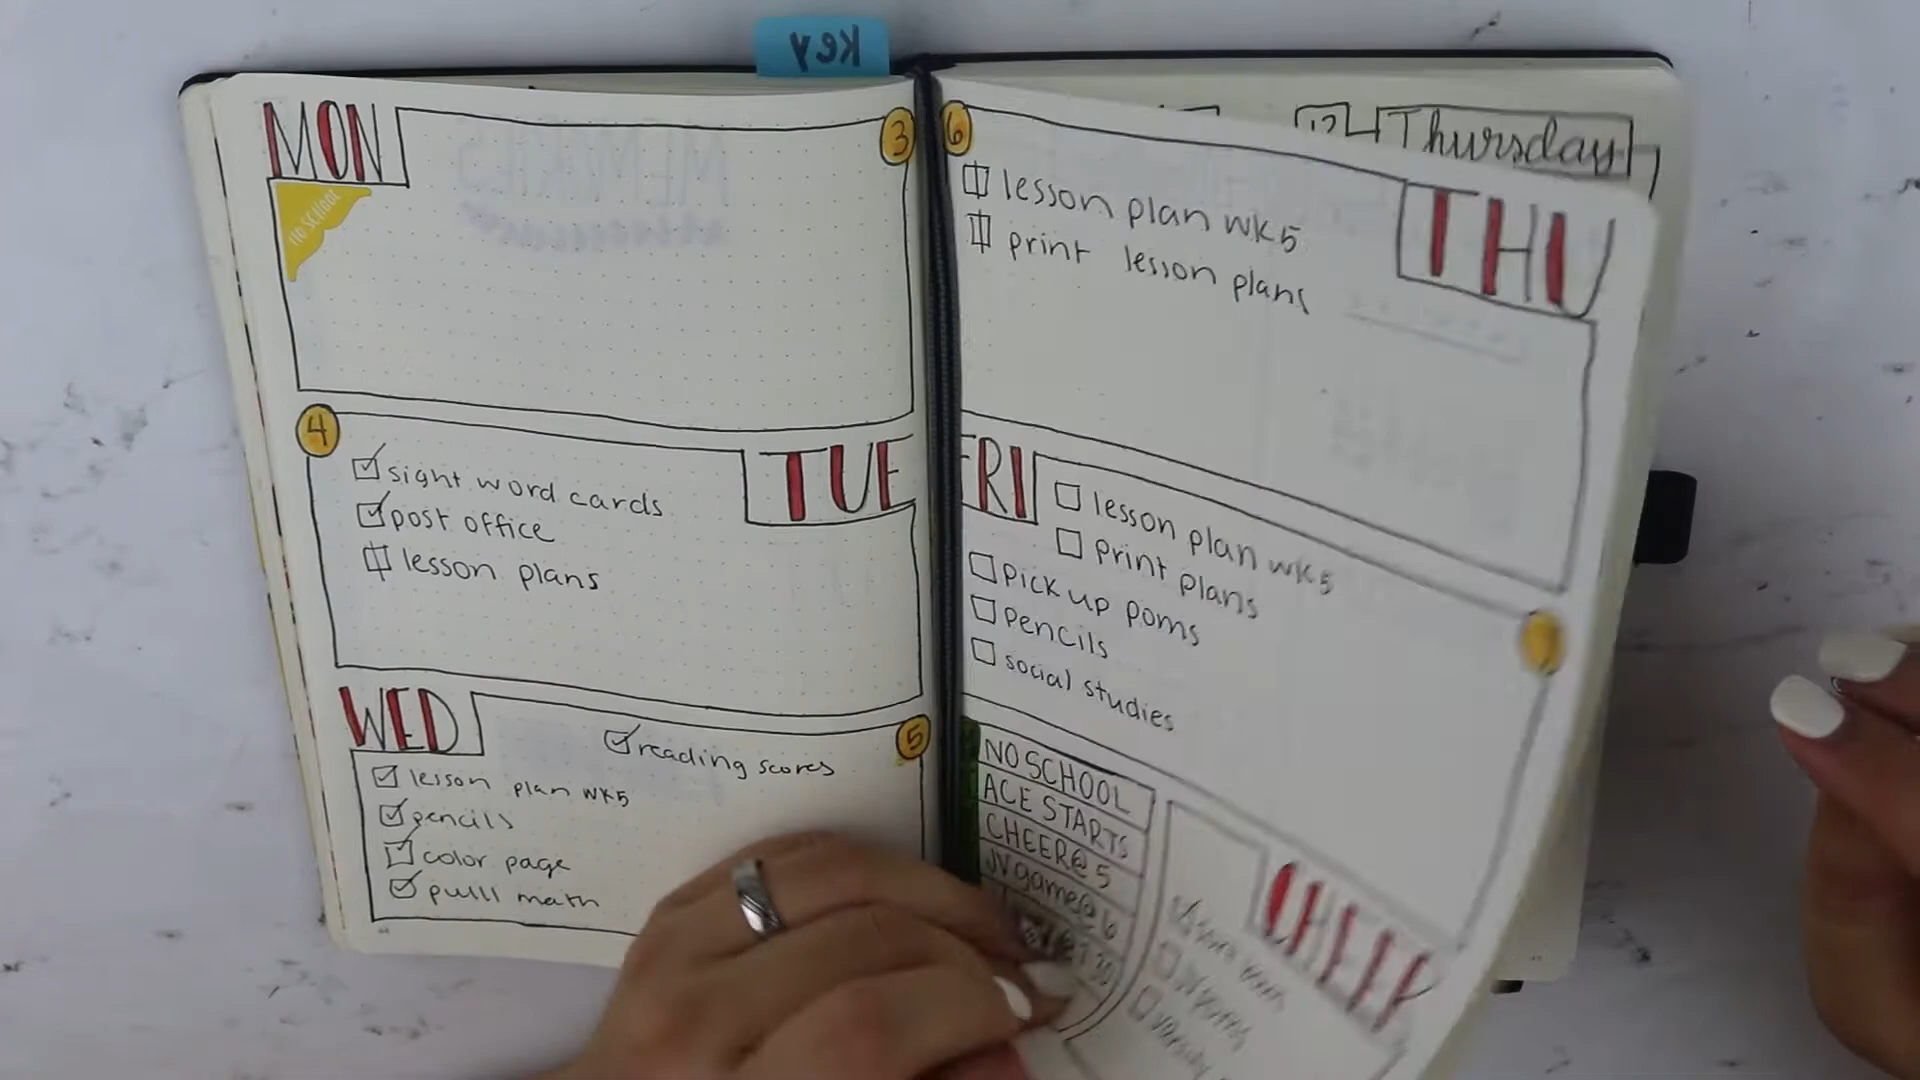 Key
MON
3
NO SCHOOL
4
TUE
sight word cards
post office
lesson plans
WED
5
reading scores
lesson plan wk5
pencils
color page
pull math
6
THU
lesson plan wk5
print lesson plans
FRI
lesson plan wk5
print plans
pick up poms
pencils
social studies
NO SCHOOL
ACE STARTS
CHEER@ 5
JV game@ 6
CHEER
12
Thursday